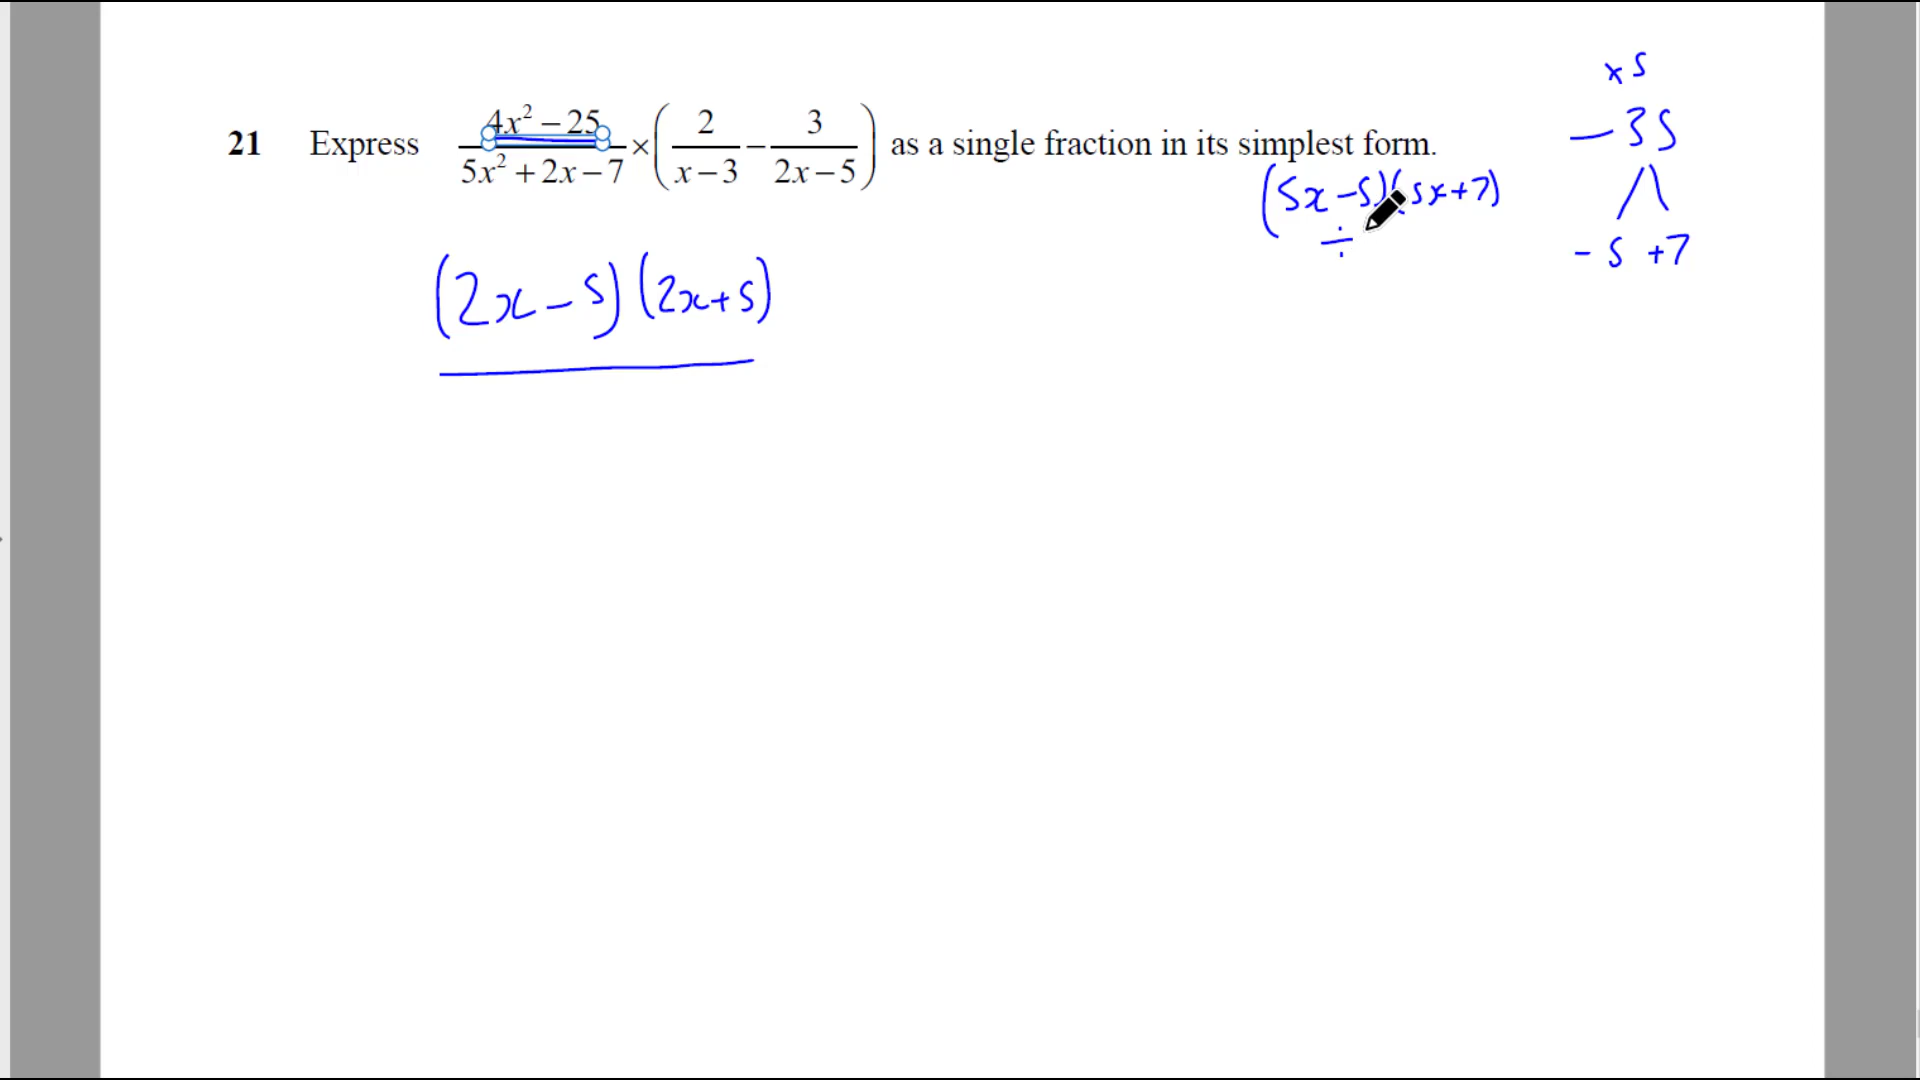 21 Express (4x² – 25)/(5x² + 2x – 7) × (2/(x – 3) – 3/(2x – 5)) as a single fraction in its simplest form.
×5
–35
–5 +7
(5x –5)(5x+7)
÷
(2x – 5)(2x+5)